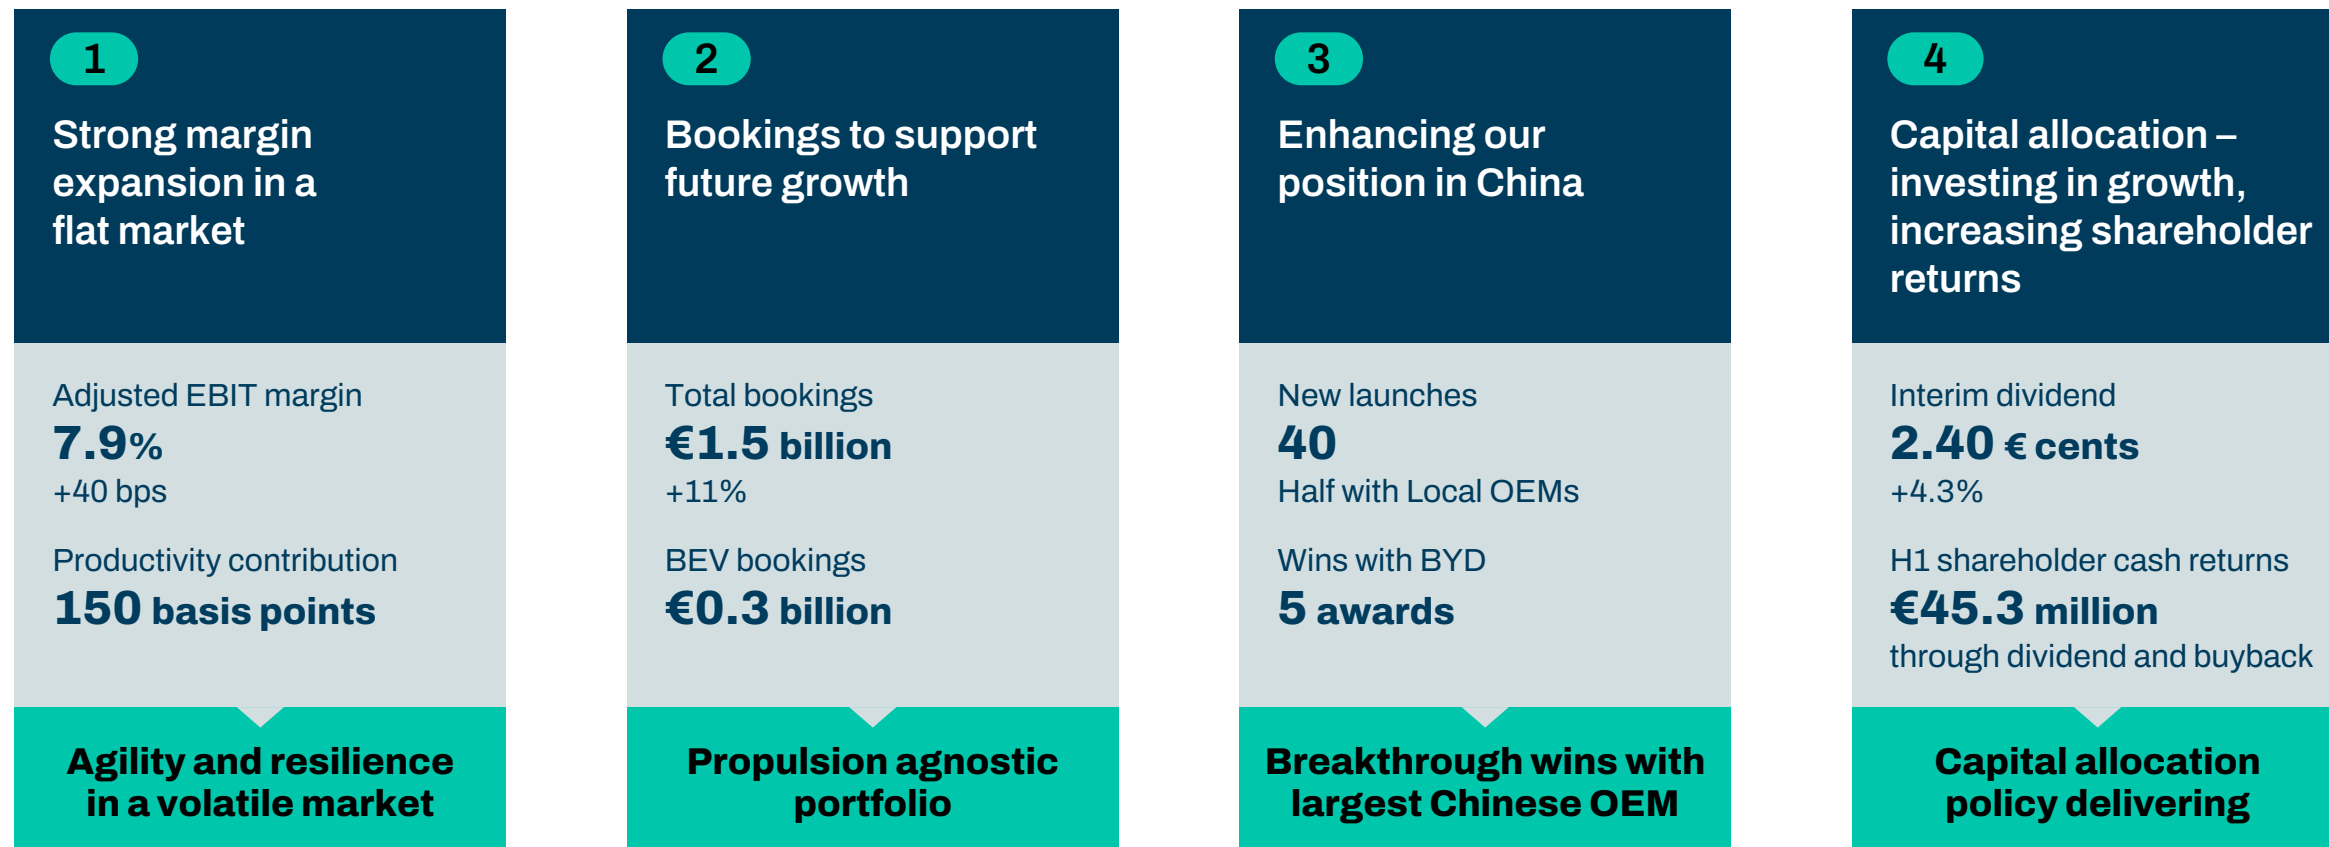 1
Strong margin
expansion in a
flat market
Adjusted EBIT margin
7.9%
+40 bps
Productivity contribution
150 basis points
Agility and resilience
in a volatile market
2
Bookings to support
future growth
Total bookings
€1.5 billion
+11%
BEV bookings
€0.3 billion
Propulsion agnostic
portfolio
3
Enhancing our
position in China
New launches
40
Half with Local OEMs
Wins with BYD
5 awards
Breakthrough wins with
largest Chinese OEM
4
Capital allocation –
investing in growth,
increasing shareholder
returns
Interim dividend
2.40 € cents
+4.3%
H1 shareholder cash returns
€45.3 million
through dividend and buyback
Capital allocation
policy delivering